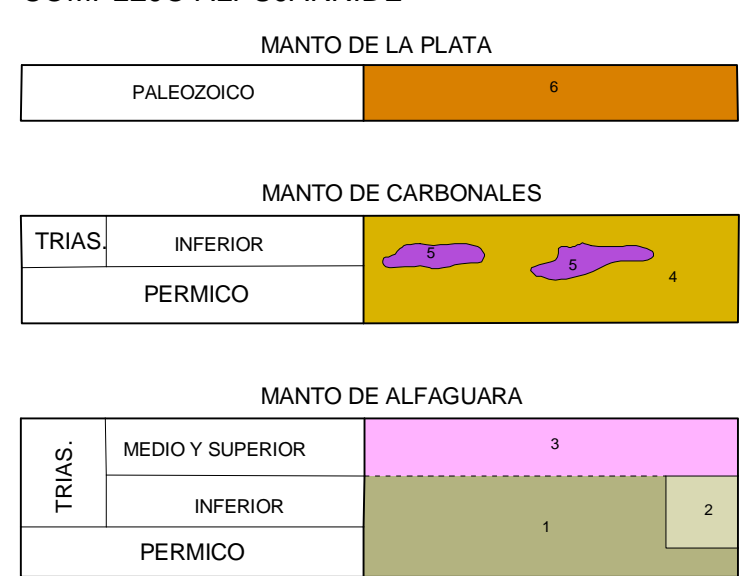 MANTO DE LA PLATA
PALEOZOICO 6
MANTO DE CARBONALES
TRIAS. INFERIOR 5 5 4
PERMICO
MANTO DE ALFAGUARA
TRIAS. MEDIO Y SUPERIOR 3
INFERIOR 1 2
PERMICO